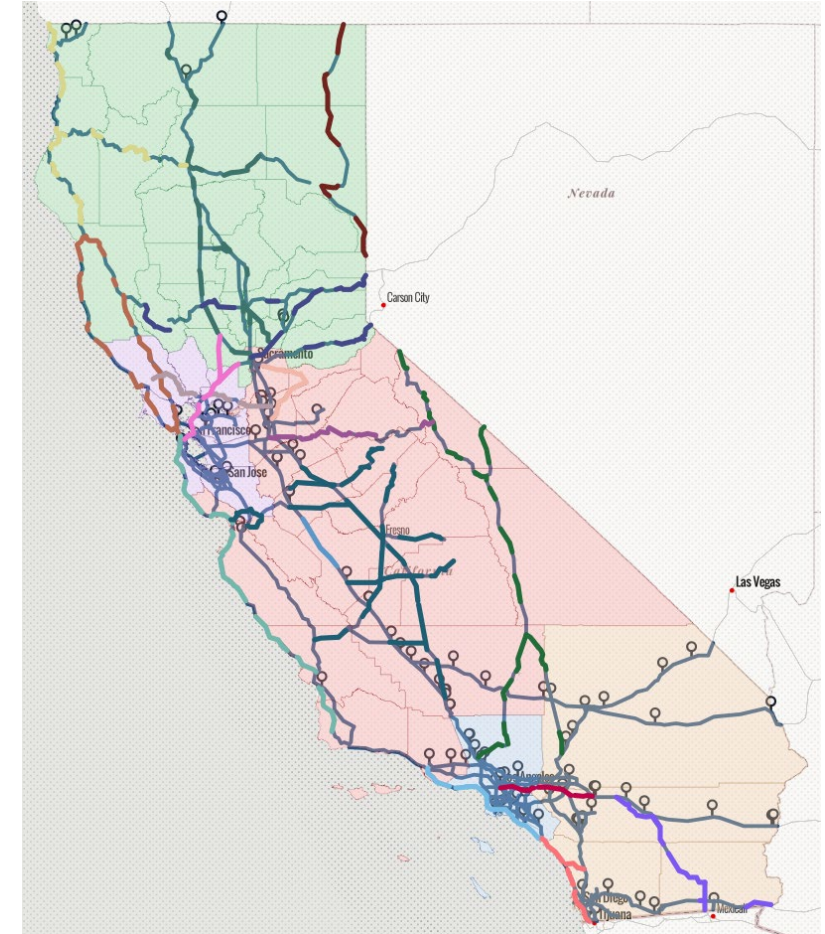 Nevada
Carson City
Sacramento
Francisco
San Jose
Fresno
California
Las Vegas
Los Angeles
San Diego
Tijuana
Mexicali